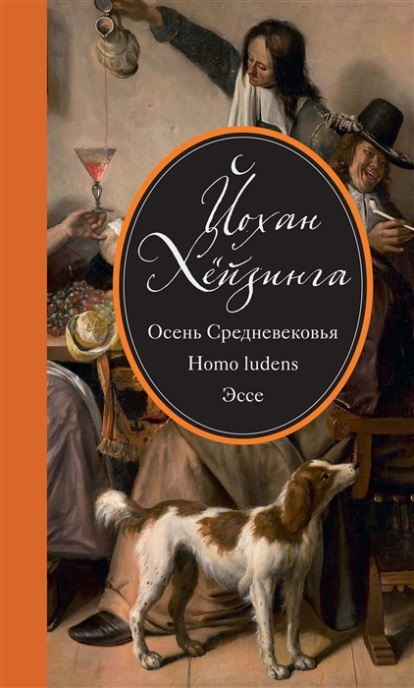 Йохан
Хёйзинга
Осень Средневековья
Homo ludens
Эссе